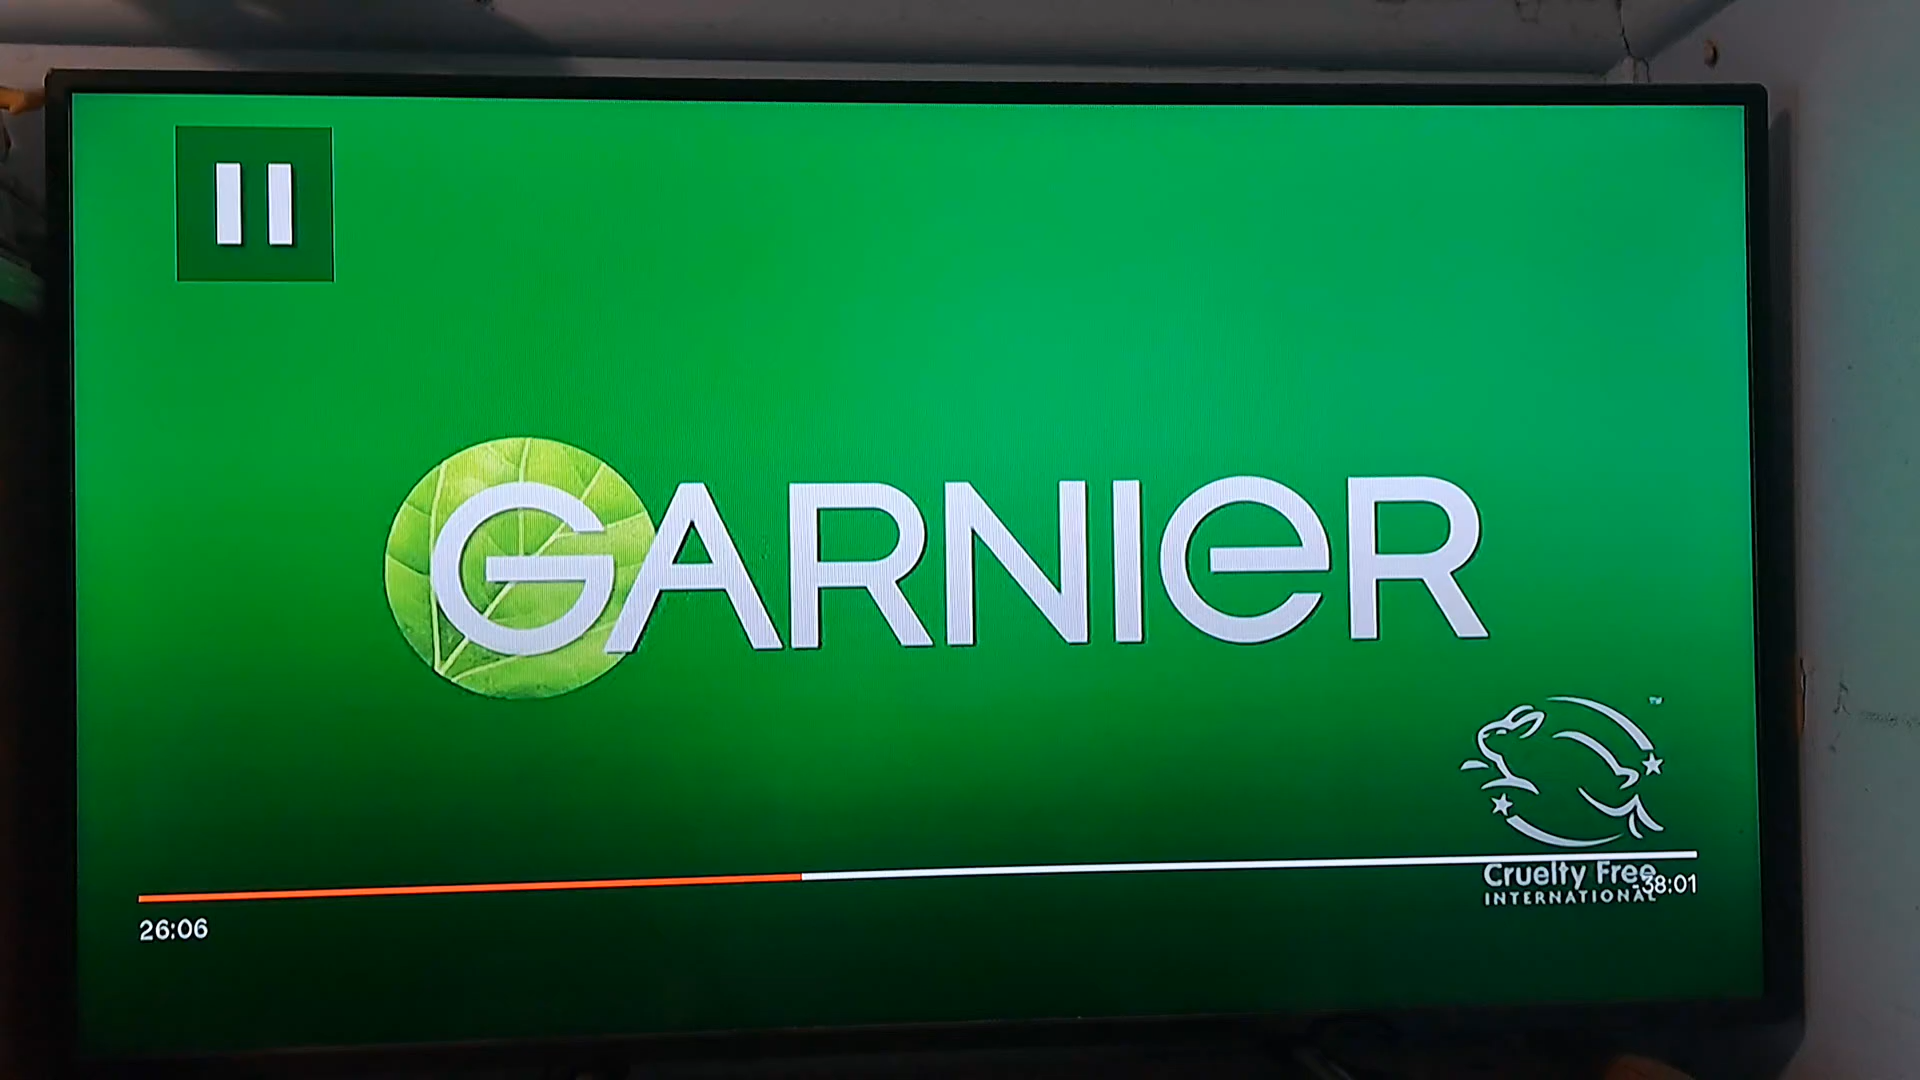 GARNIER
TM
Cruelty Free
INTERNATIONAL
-38:01
26:06